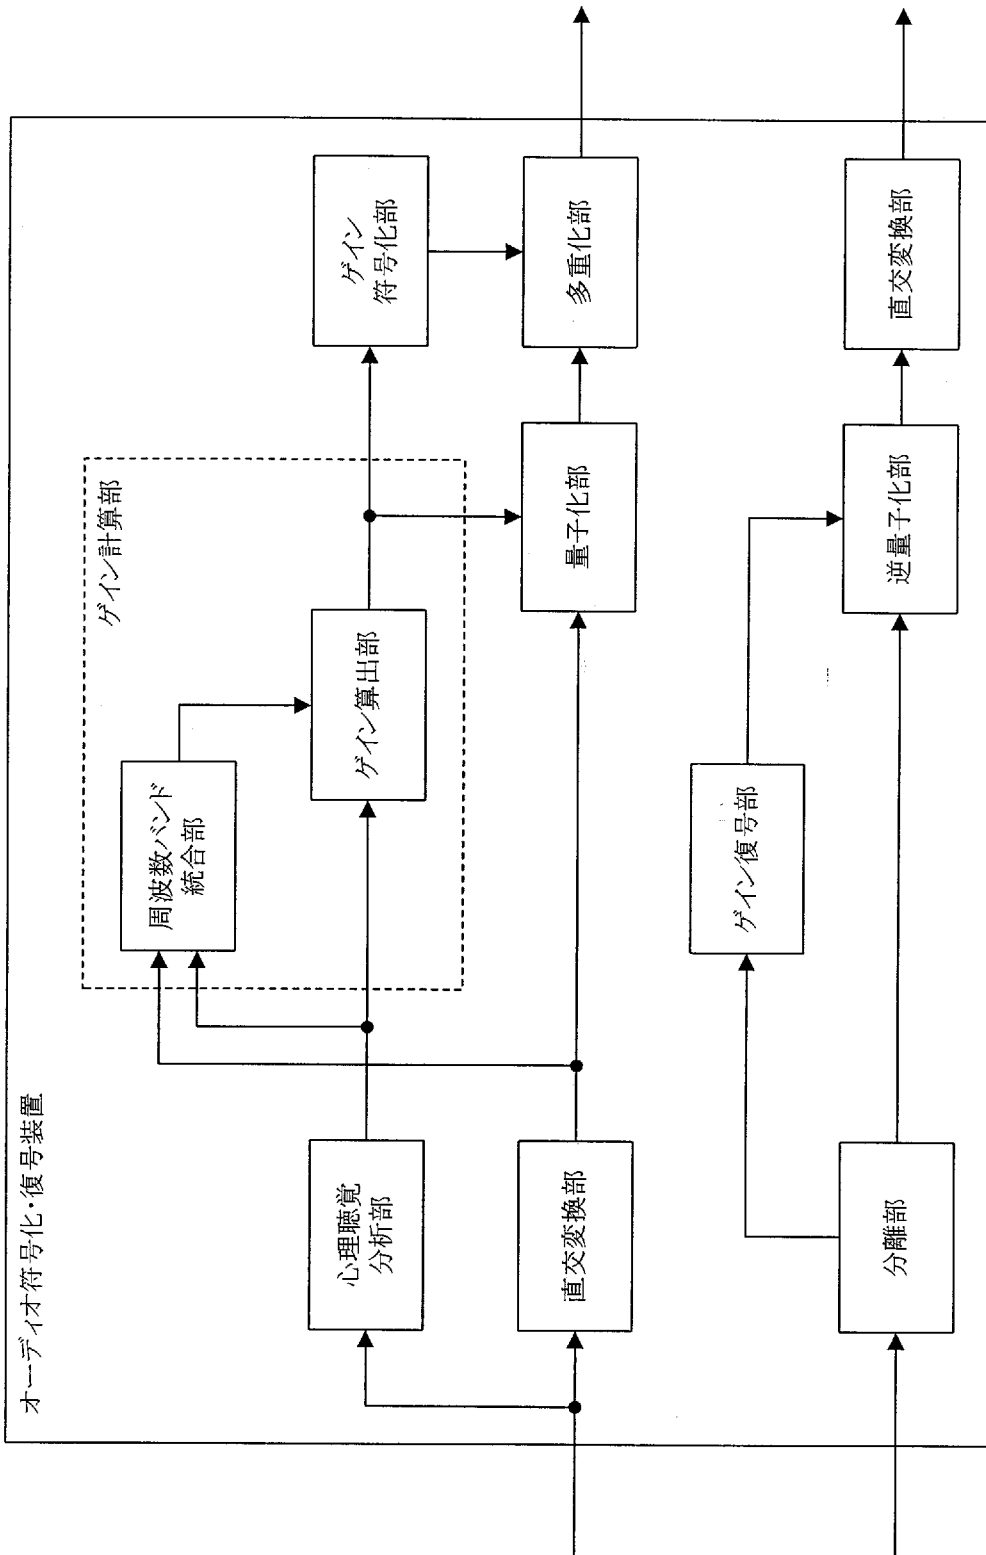 オーディオ符号化・復号装置
ゲイン計算部
周波数バンド
統合部
心理聴覚
分析部
ゲイン算出部
ゲイン
符号化部
直交変換部
量子化部
多重化部
ゲイン復号部
分離部
逆量子化部
直交変換部